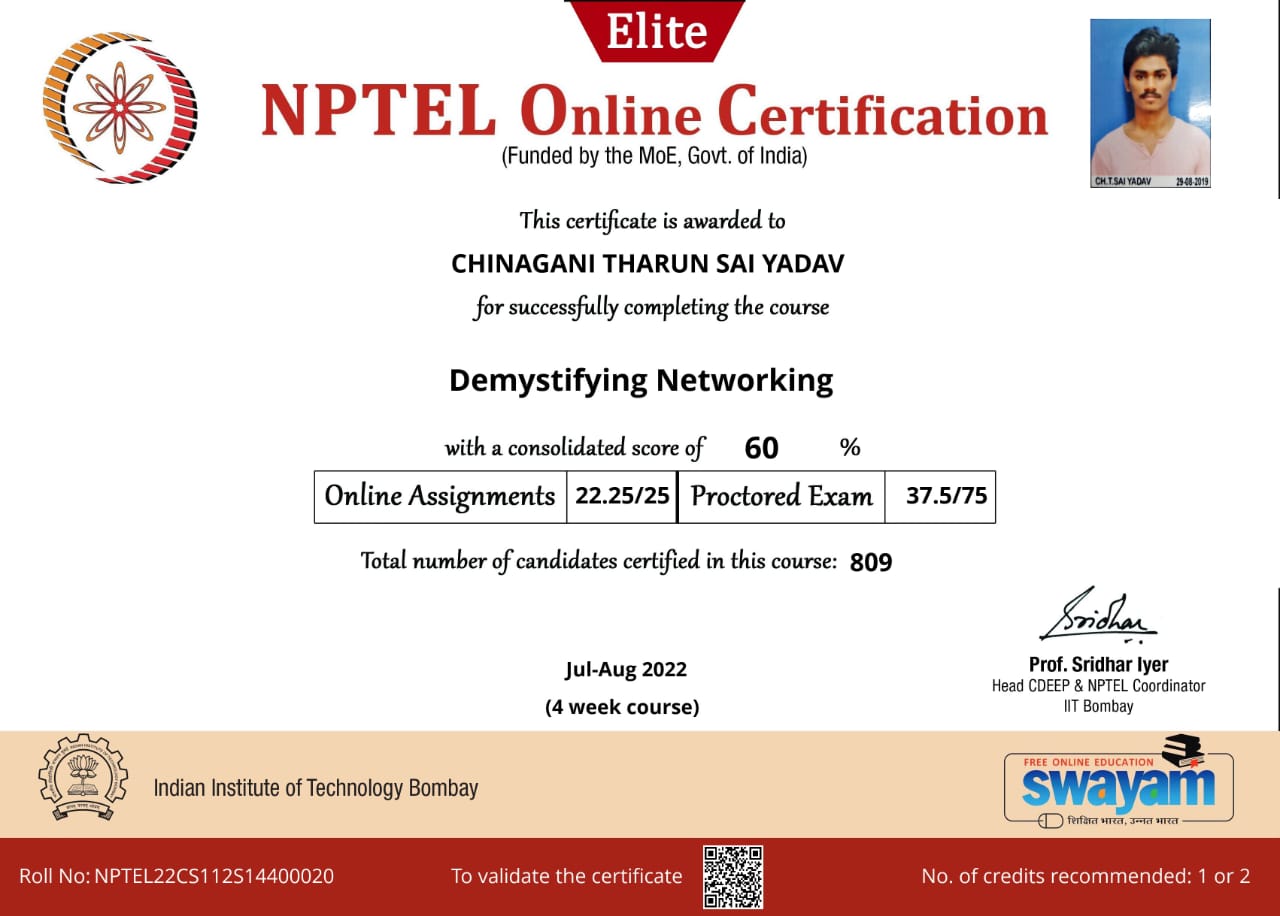 Elite
NPTEL Online Certification
(Funded by the MoE, Govt. of India)
CH.T.SAI YADAV 29-08-2019
This certificate is awarded to
CHINAGANI THARUN SAI YADAV
for successfully completing the course
Demystifying Networking
with a consolidated score of 60 %
Online Assignments 22.25/25 Proctored Exam 37.5/75
Total number of candidates certified in this course: 809
Sridhar
Jul-Aug 2022
(4 week course)
Prof. Sridhar Iyer
Head CDEEP & NPTEL Coordinator
IIT Bombay
Indian Institute of Technology Bombay
FREE ONLINE EDUCATION
swayam
शिक्षित भारत, उन्नत भारत
Roll No: NPTEL22CS112S14400020
To validate the certificate
No. of credits recommended: 1 or 2